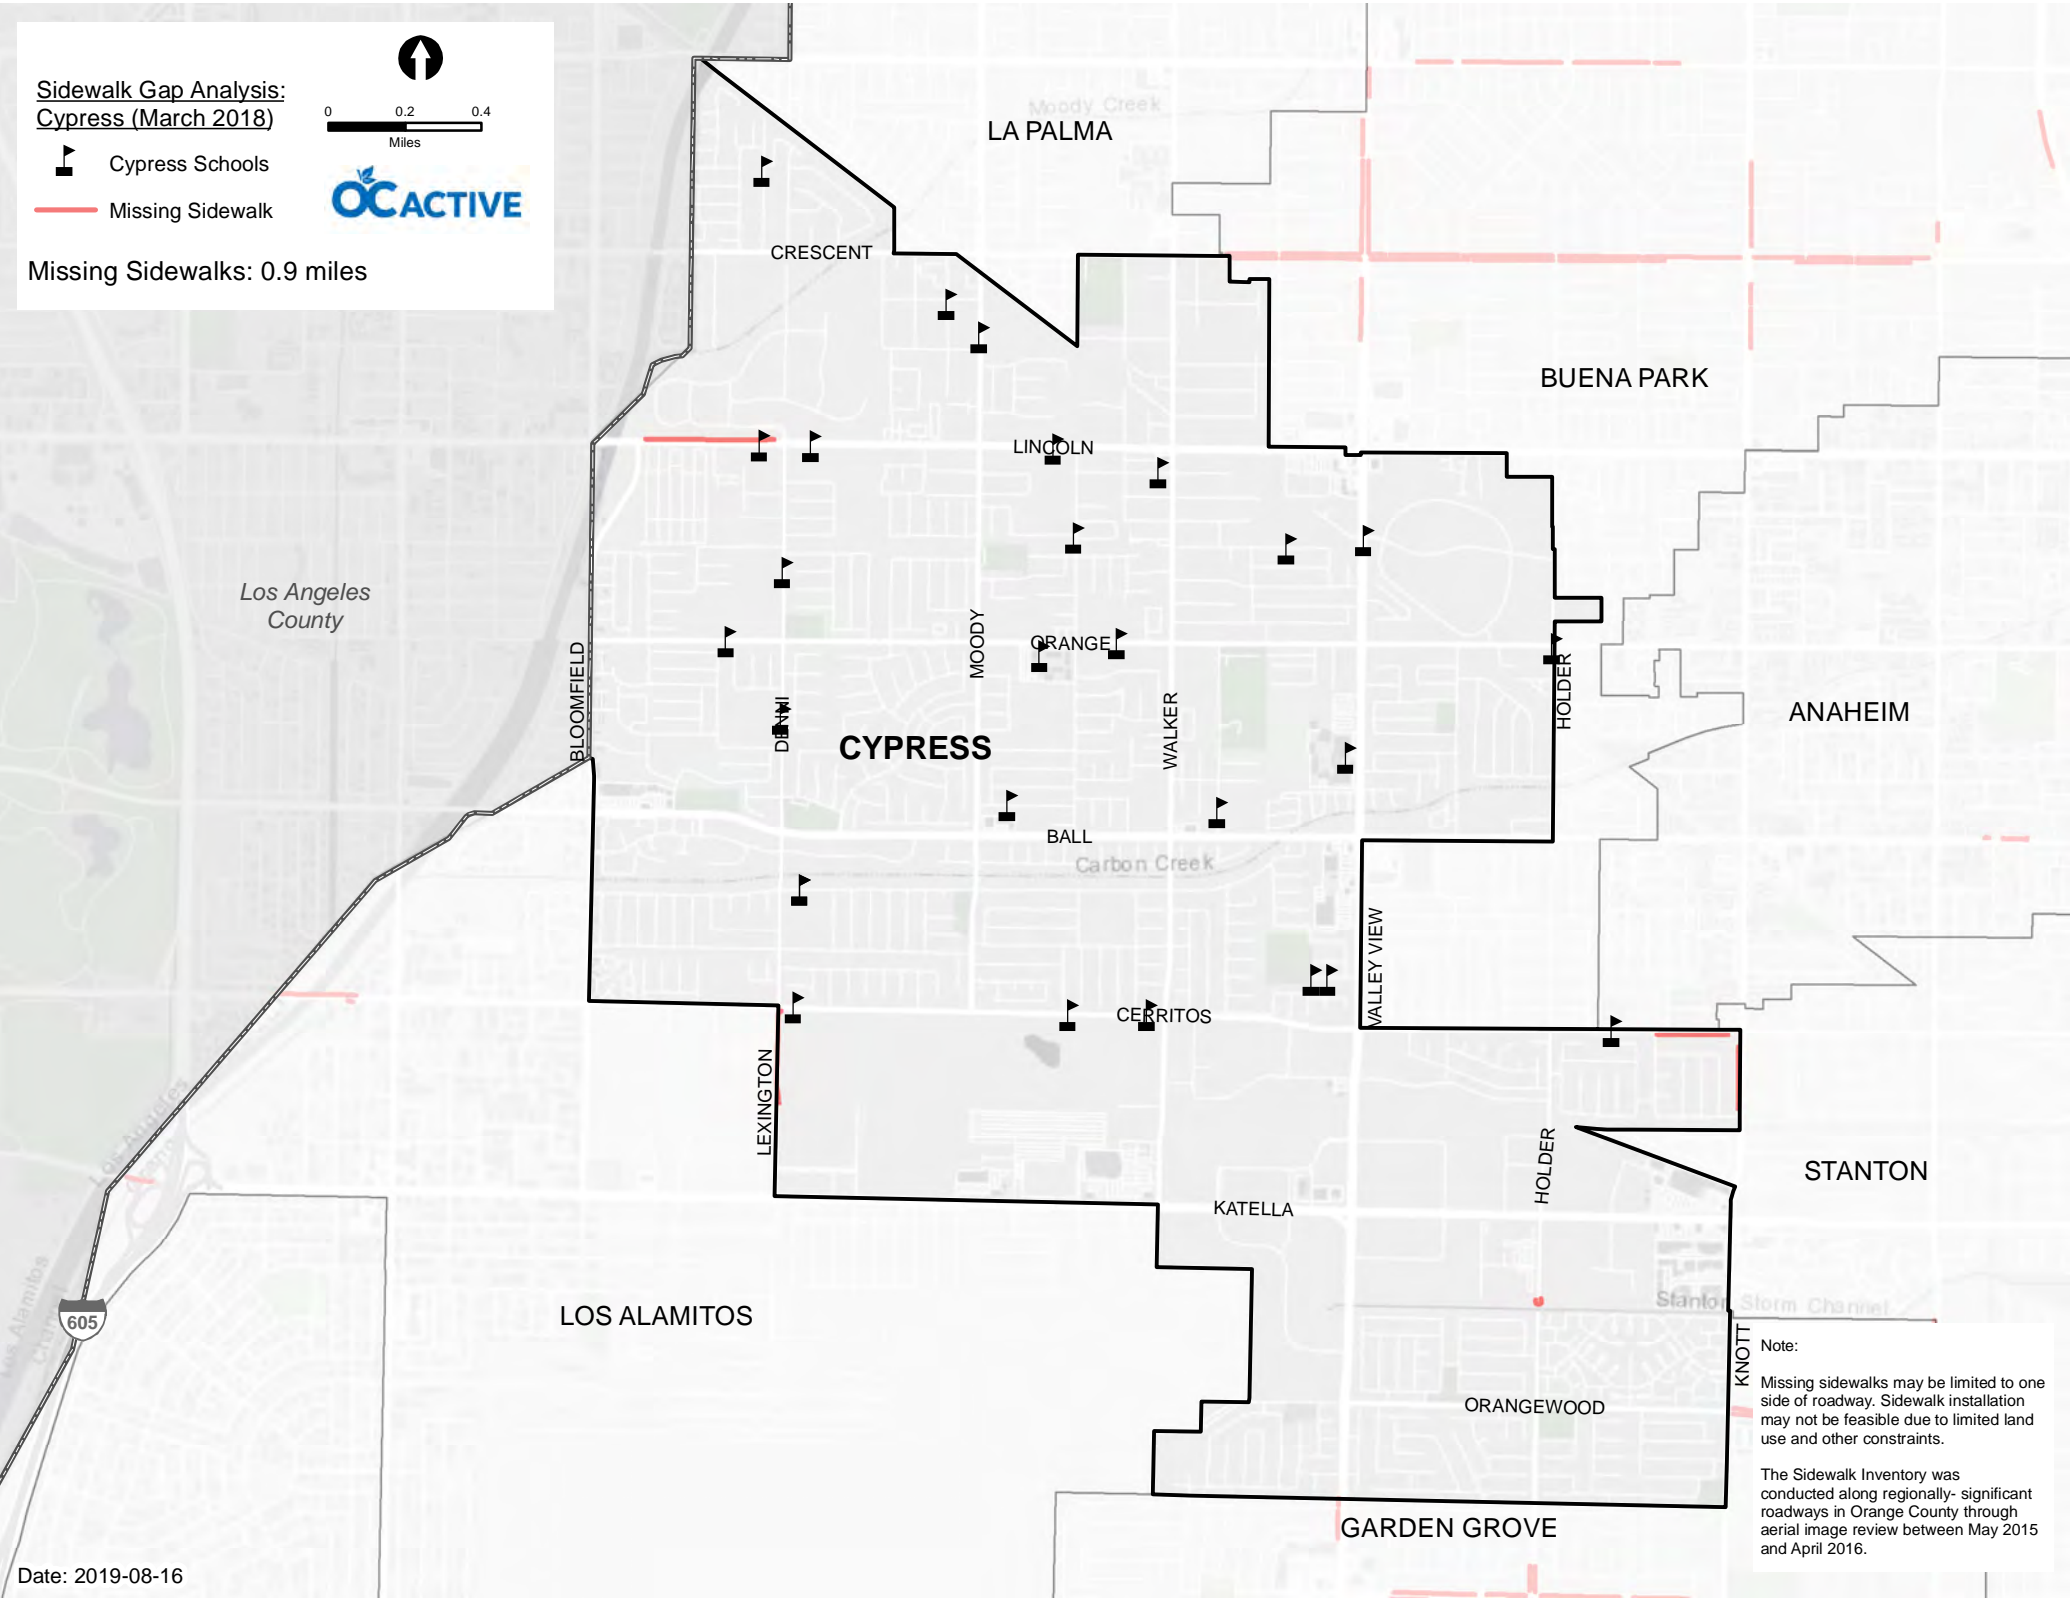 Sidewalk Gap Analysis:
Cypress (March 2018)
0 0.2 0.4
Miles
Cypress Schools
Missing Sidewalk
OC ACTIVE
Missing Sidewalks: 0.9 miles
Moody Creek
LA PALMA
CRESCENT
BUENA PARK
LINCOLN
Los Angeles
County
BLOOMFIELD
MOODY
ORANGE
HOLDER
DENNI
WALKER
ANAHEIM
CYPRESS
BALL
Carbon Creek
VALLEY VIEW
CERRITOS
LEXINGTON
Los Angeles
HOLDER
STANTON
KATELLA
Los Alamitos
Channel
605
LOS ALAMITOS
Stanton Storm Channel
KNOTT
ORANGEWOOD
GARDEN GROVE
Note:
Missing sidewalks may be limited to one
side of roadway. Sidewalk installation
may not be feasible due to limited land
use and other constraints.
The Sidewalk Inventory was
conducted along regionally- significant
roadways in Orange County through
aerial image review between May 2015
and April 2016.
Date: 2019-08-16